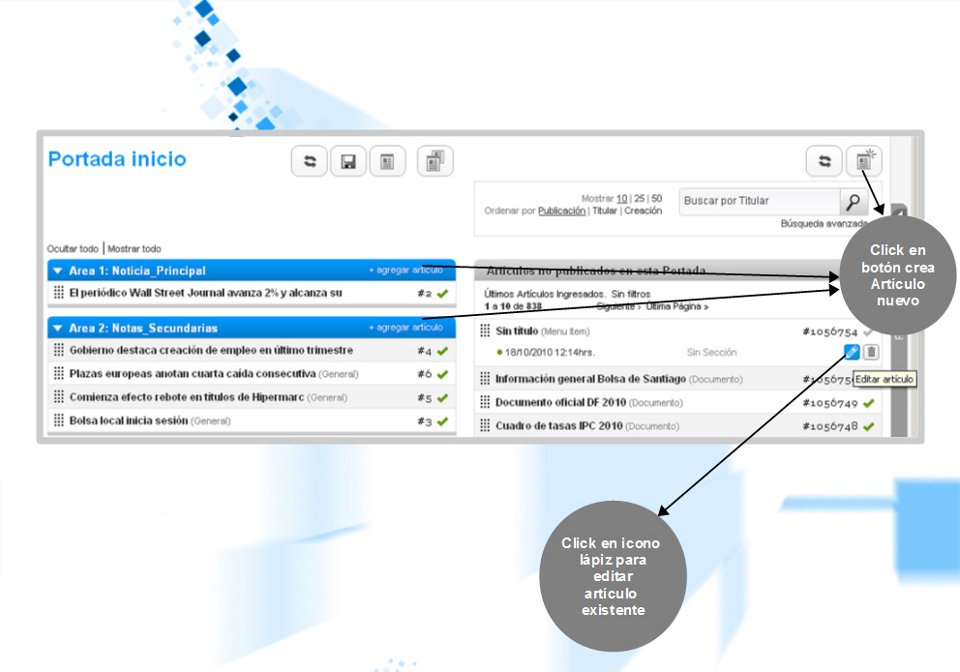 Portada inicio
Mostrar 10 | 25 | 50
Ordenar por Publicación | Titular | Creación
Buscar por Titular
Búsqueda avanzada
Ocultar todo | Mostrar todo
Area 1: Noticia_Principal + agregar artículo
El periódico Wall Street Journal avanza 2% y alcanza su #2
Area 2: Notas_Secundarias + agregar artículo
Gobierno destaca creación de empleo en último trimestre #4
Plazas europeas anotan cuarta caída consecutiva (General) #6
Comienza efecto rebote en títulos de Hipermarc (General) #5
Bolsa local inicia sesión (General) #3
Artículos no publicados en esta Portada
Últimos Artículos Ingresados. Sin filtros
1 a 10 de 838 Siguiente > Última Página »
Sin título (Menu Item) #1056754
18/10/2010 12:14hrs. Sin Sección
Editar artículo
Información general Bolsa de Santiago (Documento) #105675
Documento oficial DF 2010 (Documento) #1056749
Cuadro de tasas IPC 2010 (Documento) #1056748
Click en
botón crea
Artículo
nuevo
Click en icono
lápiz para
editar
artículo
existente